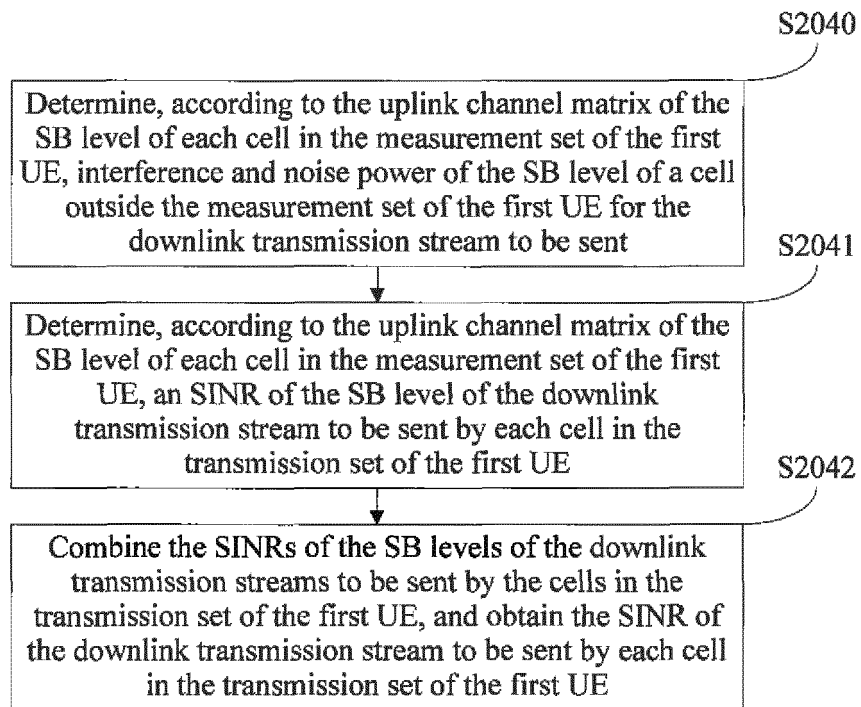 S2040
Determine, according to the uplink channel matrix of the
SB level of each cell in the measurement set of the first
UE, interference and noise power of the SB level of a cell
outside the measurement set of the first UE for the
downlink transmission stream to be sent
S2041
Determine, according to the uplink channel matrix of the
SB level of each cell in the measurement set of the first
UE, an SINR of the SB level of the downlink
transmission stream to be sent by each cell in the
transmission set of the first UE
S2042
Combine the SINRs of the SB levels of the downlink
transmission streams to be sent by the cells in the
transmission set of the first UE, and obtain the SINR of
the downlink transmission stream to be sent by each cell
in the transmission set of the first UE